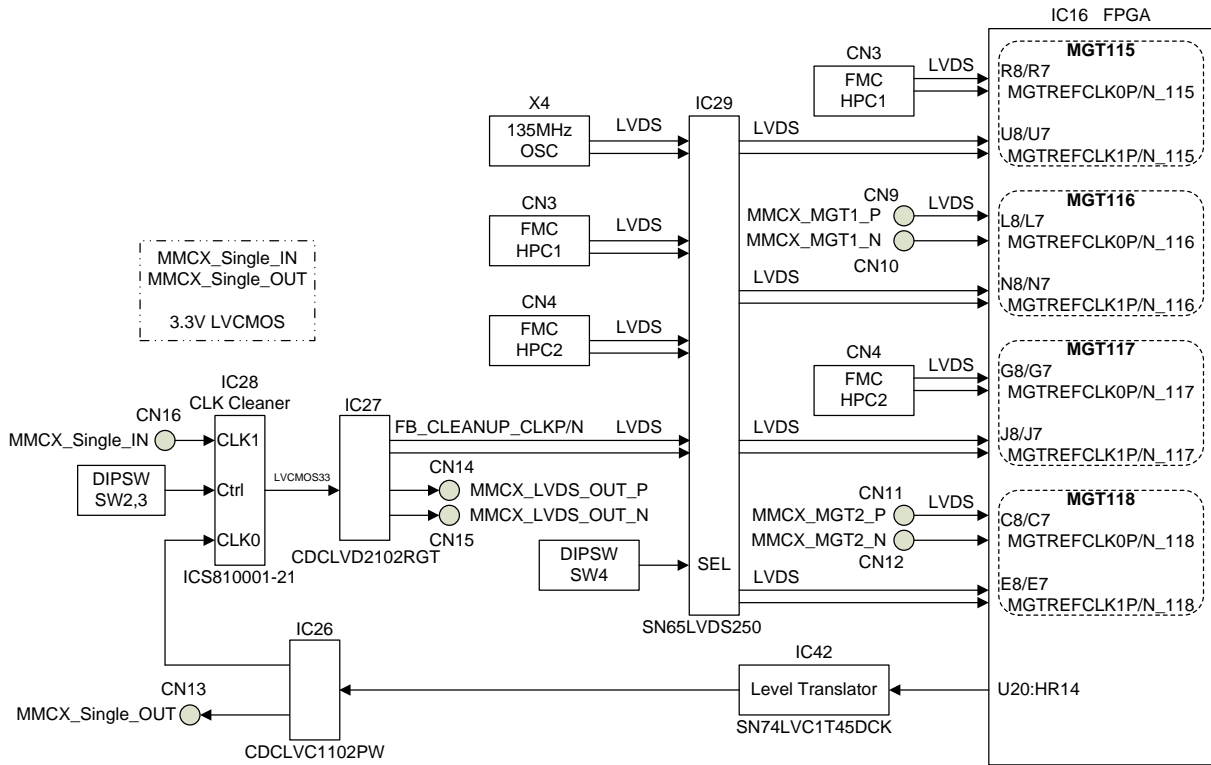 IC16 FPGA
MGT115
R8/R7
MGTREFCLK0P/N_115
U8/U7
MGTREFCLK1P/N_115
CN3
FMC
HPC1
LVDS
X4
135MHz
OSC
LVDS
IC29
LVDS
CN3
FMC
HPC1
LVDS
CN9
MMCX_MGT1_P
MMCX_MGT1_N
CN10
LVDS
MGT116
L8/L7
MGTREFCLK0P/N_116
N8/N7
MGTREFCLK1P/N_116
LVDS
MMCX_Single_IN
MMCX_Single_OUT
3.3V LVCMOS
CN4
FMC
HPC2
LVDS
CN4
FMC
HPC2
LVDS
MGT117
G8/G7
MGTREFCLK0P/N_117
J8/J7
MGTREFCLK1P/N_117
IC28
CLK Cleaner
CN16
MMCX_Single_IN
CLK1
DIPSW
SW2,3
Ctrl
CLK0
ICS810001-21
LVCMOS33
IC27
CDCLVD2102RGT
FB_CLEANUP_CLKP/N
LVDS
LVDS
CN14
MMCX_LVDS_OUT_P
MMCX_LVDS_OUT_N
CN15
CN11
MMCX_MGT2_P
MMCX_MGT2_N
CN12
LVDS
MGT118
C8/C7
MGTREFCLK0P/N_118
E8/E7
MGTREFCLK1P/N_118
DIPSW
SW4
SEL
LVDS
SN65LVDS250
IC26
CN13
MMCX_Single_OUT
CDCLVC1102PW
IC42
Level Translator
SN74LVC1T45DCK
U20:HR14